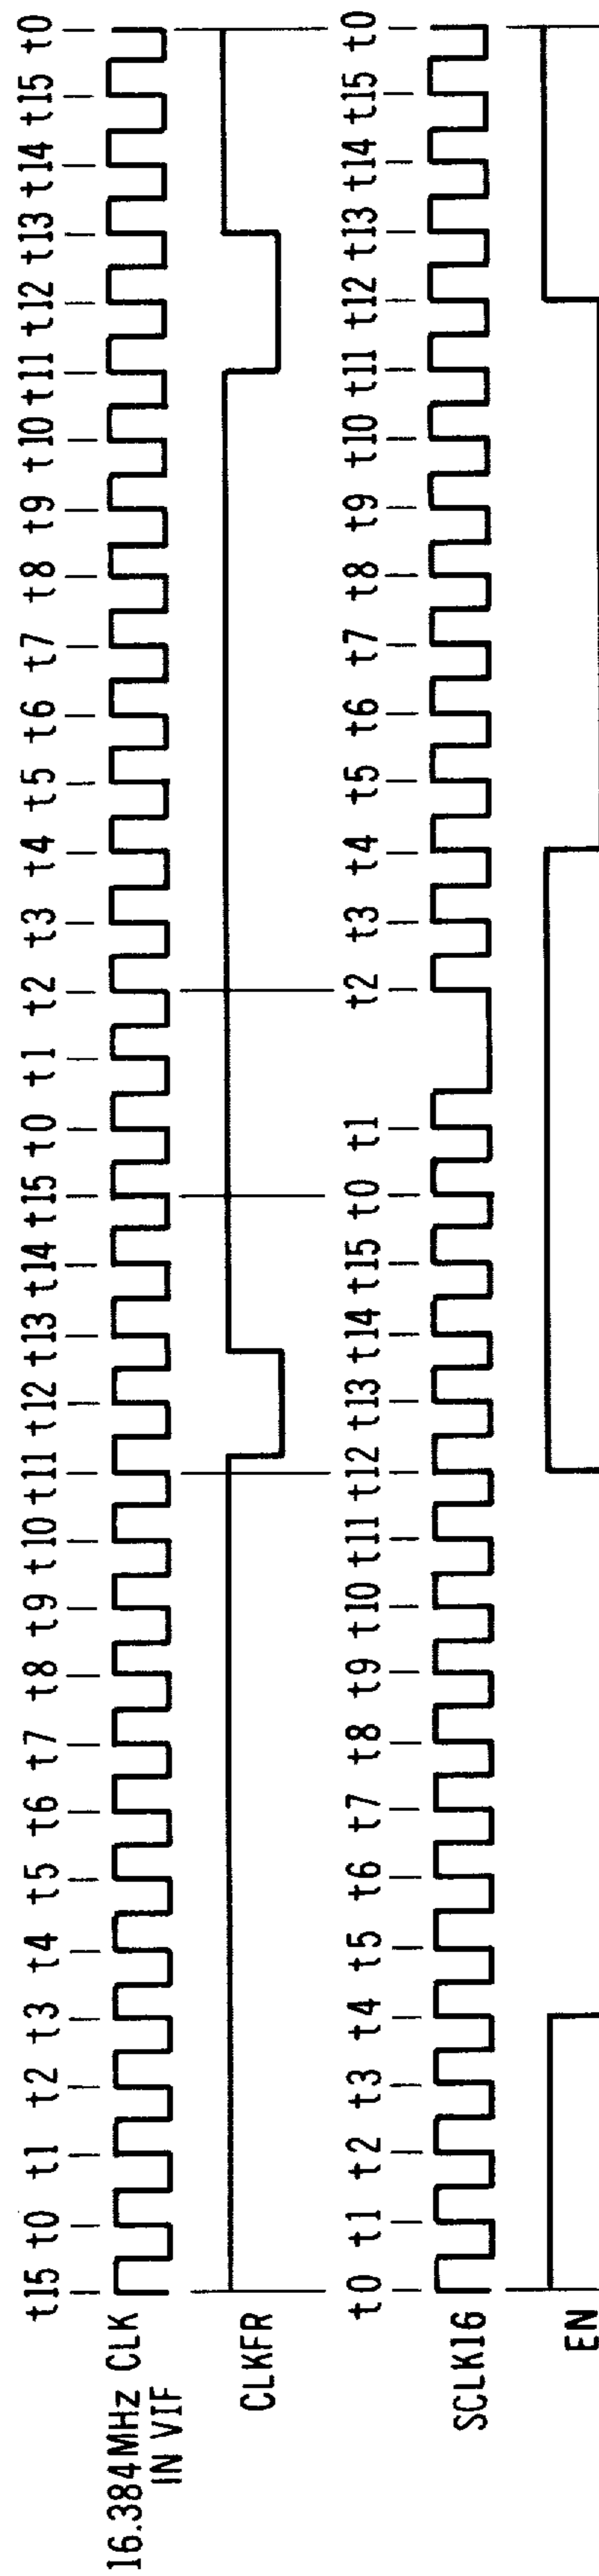 t15 t0 t1 t2 t3 t4 t5 t6 t7 t8 t9 t10 t11 t12 t13 t14 t15 t0 t1 t2 t3 t4 t5 t6 t7 t8 t9 t10 t11 t12 t13 t14 t15 t0
16.384MHz CLK
IN VIF
CLKFR
t0 t1 t2 t3 t4 t5 t6 t7 t8 t9 t10 t11 t12 t13 t14 t15 t0 t1 t2 t3 t4 t5 t6 t7 t8 t9 t10 t11 t12 t13 t14 t15 t0
SCLK16
EN